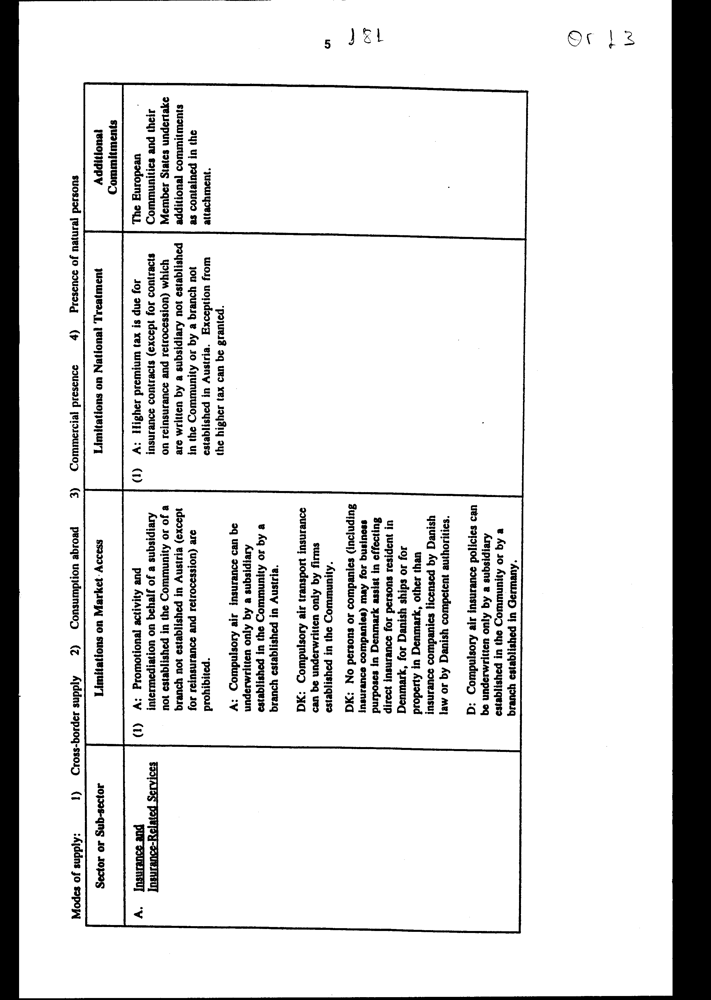 5
Modes of supply: 1) Cross-border supply 2) Consumption abroad 3) Commercial presence 4) Presence of natural persons
Sector or Sub-sector
Limitations on Market Access
Limitations on National Treatment
Additional
Commitments
A. Insurance and
Insurance-Related Services
(1) A: Promotional activity and
intermediation on behalf of a subsidiary
not established in the Community or of a
branch not established in Austria (except
for reinsurance and retrocession) are
prohibited.
A: Compulsory air insurance can be
underwritten only by a subsidiary
established in the Community or by a
branch established in Austria.
DK: Compulsory air transport insurance
can be underwritten only by firms
established in the Community.
DK: No persons or companies (including
insurance companies) may for business
purposes in Denmark assist in effecting
direct insurance for persons resident in
Denmark, for Danish ships or for
property in Denmark, other than
insurance companies licensed by Danish
law or by Danish competent authorities.
D: Compulsory air insurance policies can
be underwritten only by a subsidiary
established in the Community or by a
branch established in Germany.
(1) A: Higher premium tax is due for
insurance contracts (except for contracts
on reinsurance and retrocession) which
are written by a subsidiary not established
in the Community or by a branch not
established in Austria. Exception from
the higher tax can be granted.
The European
Communities and their
Member States undertake
additional commitments
as contained in the
attachment.